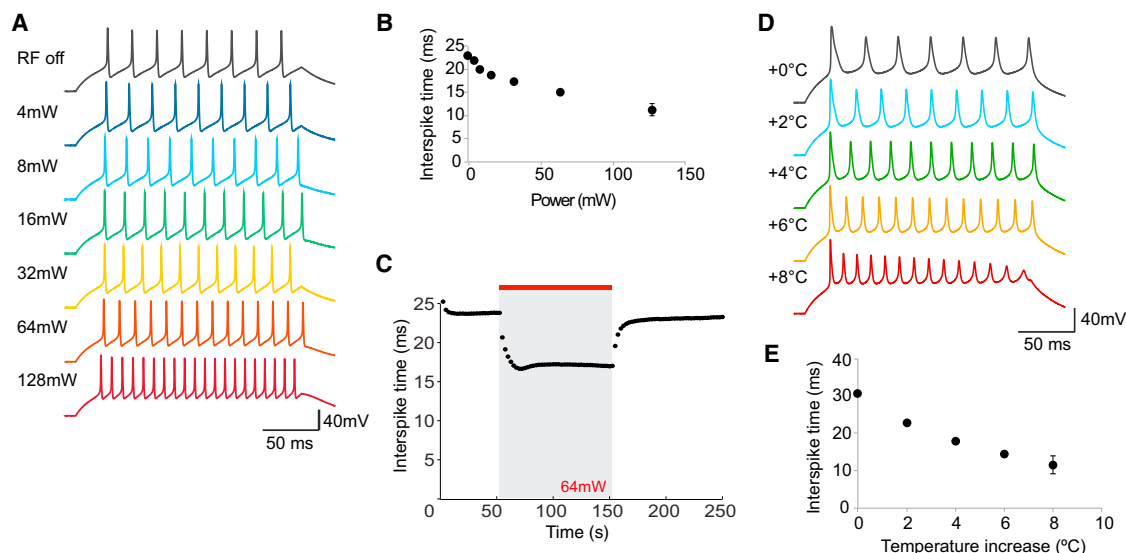 A
RF off
4mW
8mW
16mW
32mW
64mW
128mW
40mV
50 ms
B
Interspike time (ms)
25
20
15
10
5
0
0 50 100 150
Power (mW)
C
Interspike time (ms)
25
20
15
10
5
0 50 100 150 200 250
64mW
Time (s)
D
+0°C
+2°C
+4°C
+6°C
+8°C
40mV
50 ms
E
Interspike time (ms)
40
30
20
10
0
0 2 4 6 8 10
Temperature increase (ºC)